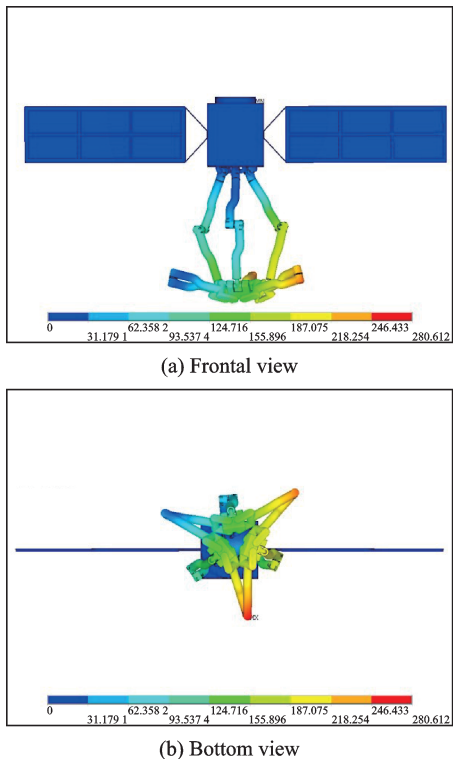 0 62.358 2 124.716 187.075 246.433
31.179 1 93.537 4 155.896 218.254 280.612
(a) Frontal view
MX
0 62.358 2 124.716 187.075 246.433
31.179 1 93.537 4 155.896 218.254 280.612
(b) Bottom view